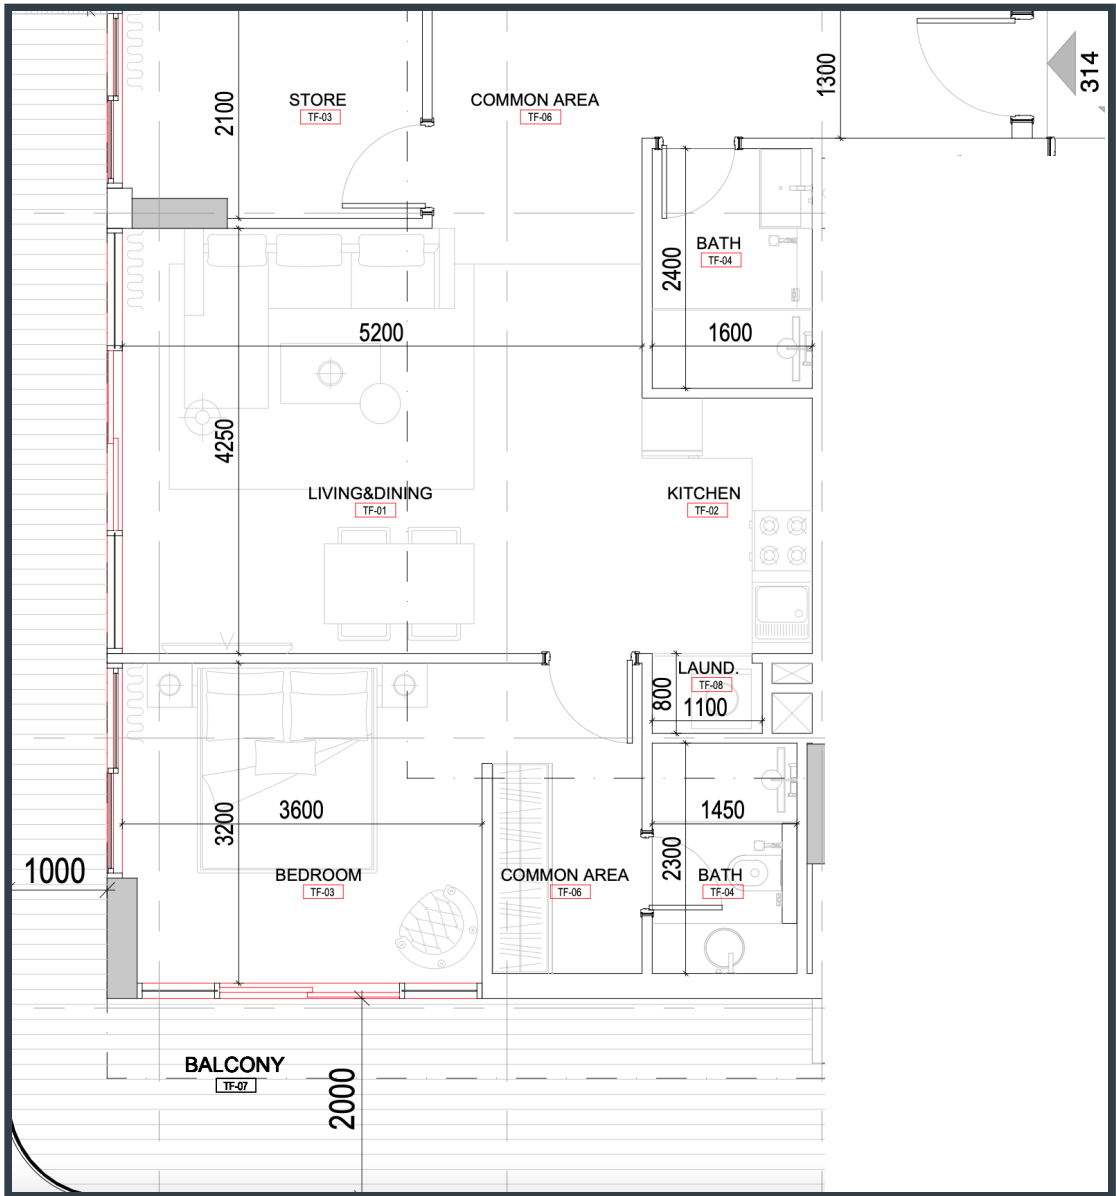 STORE
TF-03
COMMON AREA
TF-06
2100
1300
314
BATH
TF-04
2400
5200
1600
4250
LIVING&DINING
TF-01
KITCHEN
TF-02
LAUND.
TF-08
800
1100
3200
3600
1450
2300
1000
BEDROOM
TF-03
COMMON AREA
TF-06
BATH
TF-04
BALCONY
TF-07
2000